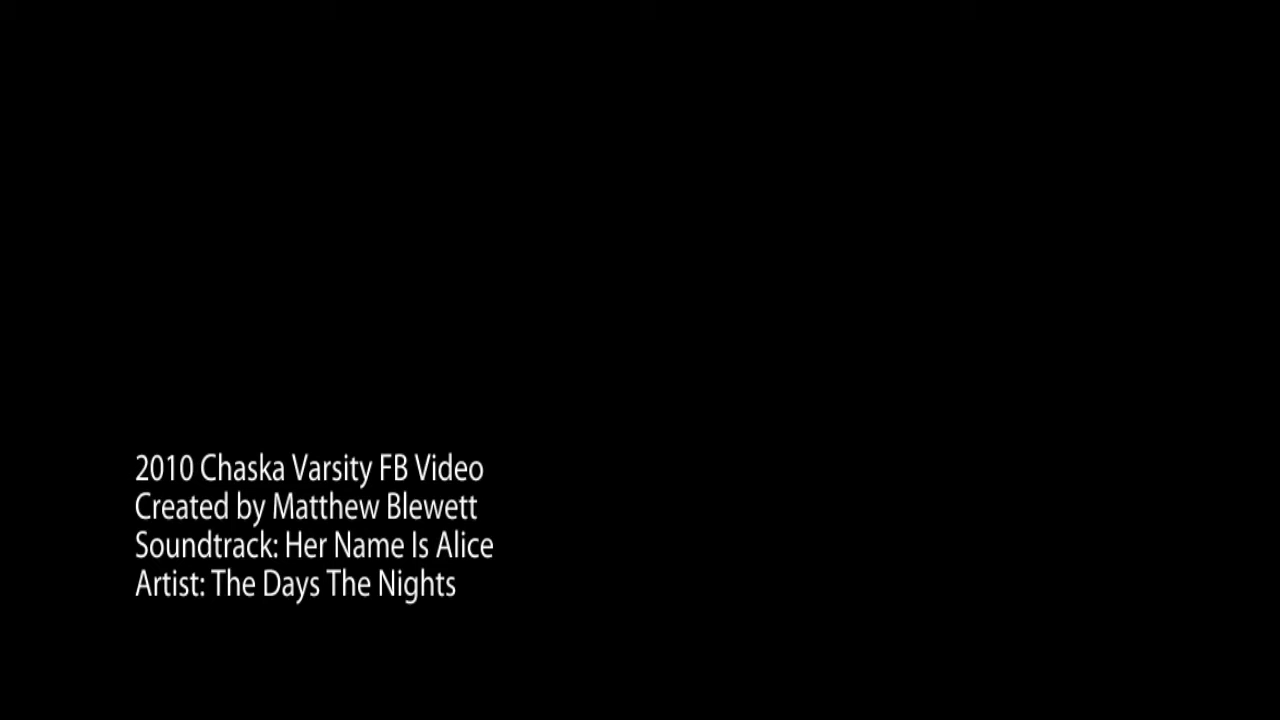 2010 Chaska Varsity FB Video
Created by Matthew Blewett
Soundtrack: Her Name Is Alice
Artist: The Days The Nights